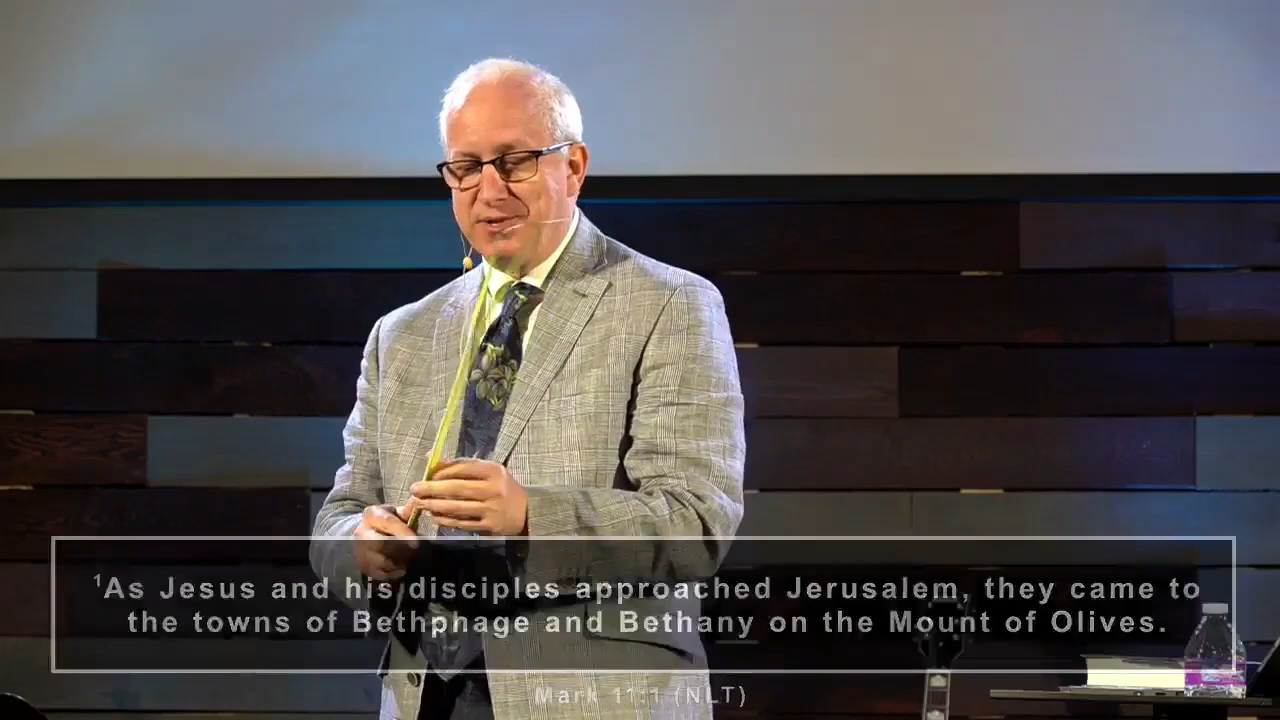 ¹As Jesus and his disciples approached Jerusalem, they came to
the towns of Bethphage and Bethany on the Mount of Olives.
Mark 11:1 (NLT)